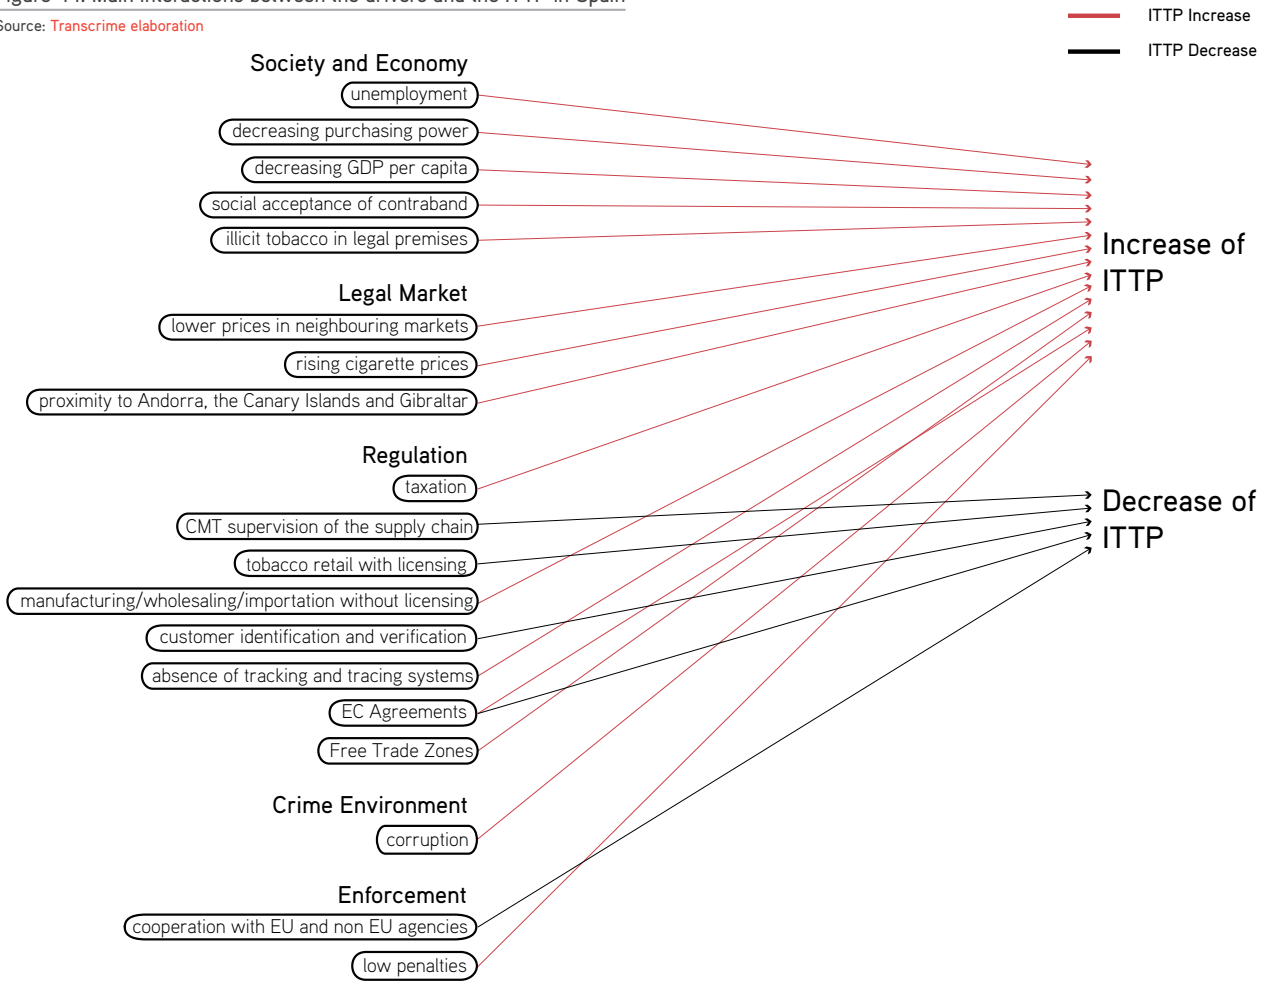 Source: Transcrime elaboration
ITTP Increase
ITTP Decrease
Society and Economy
unemployment
decreasing purchasing power
decreasing GDP per capita
social acceptance of contraband
illicit tobacco in legal premises
Legal Market
lower prices in neighbouring markets
rising cigarette prices
proximity to Andorra, the Canary Islands and Gibraltar
Regulation
taxation
CMT supervision of the supply chain
tobacco retail with licensing
manufacturing/wholesaling/importation without licensing
customer identification and verification
absence of tracking and tracing systems
EC Agreements
Free Trade Zones
Crime Environment
corruption
Enforcement
cooperation with EU and non EU agencies
low penalties
Increase of
ITTP
Decrease of
ITTP